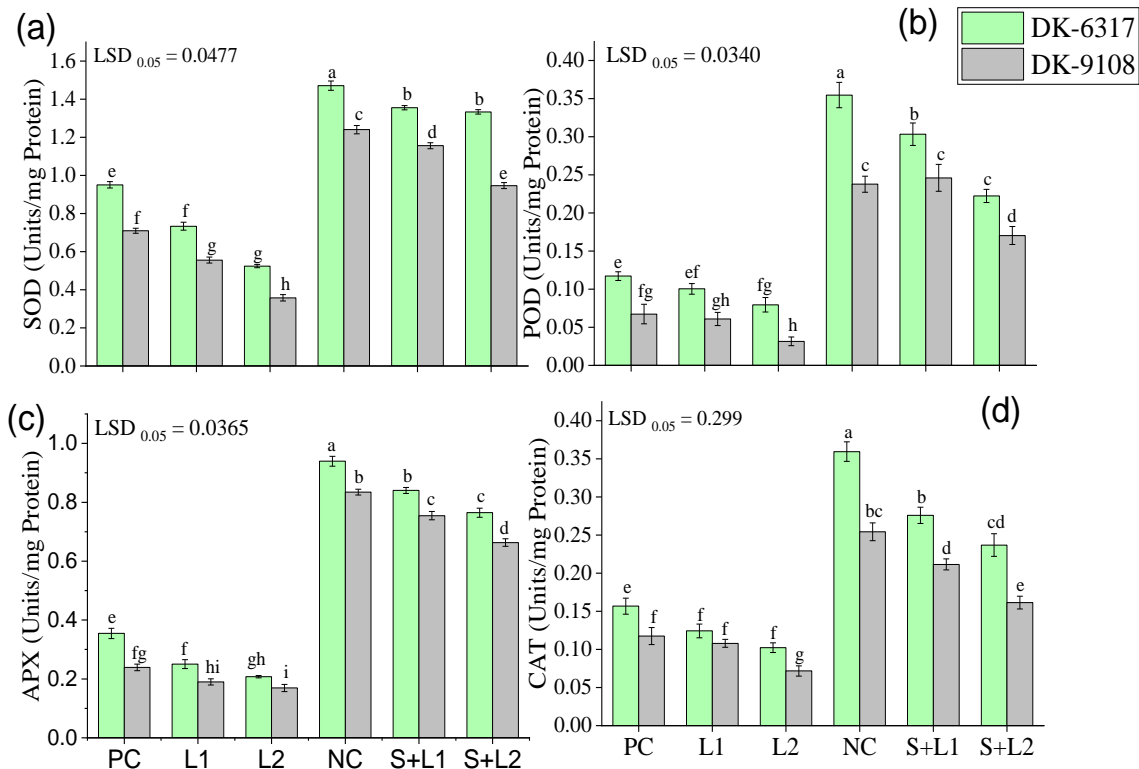 (a)
LSD 0.05 = 0.0477
SOD (Units/mg Protein)
1.6
1.4
1.2
1.0
0.8
0.6
0.4
0.2
0.0
e
f
f
g
g
h
a
c
b
d
b
e
(b)
DK-6317
DK-9108
LSD 0.05 = 0.0340
POD (Units/mg Protein)
0.40
0.35
0.30
0.25
0.20
0.15
0.10
0.05
0.00
e
fg
ef
gh
fg
h
a
c
b
c
c
d
(c)
LSD 0.05 = 0.0365
APX (Units/mg Protein)
1.0
0.8
0.6
0.4
0.2
0.0
e
fg
f
hi
gh
i
a
b
b
c
c
d
PC
L1
L2
NC
S+L1
S+L2
(d)
LSD 0.05 = 0.299
CAT (Units/mg Protein)
0.40
0.35
0.30
0.25
0.20
0.15
0.10
0.05
0.00
e
f
f
f
f
g
a
bc
b
d
cd
e
PC
L1
L2
NC
S+L1
S+L2